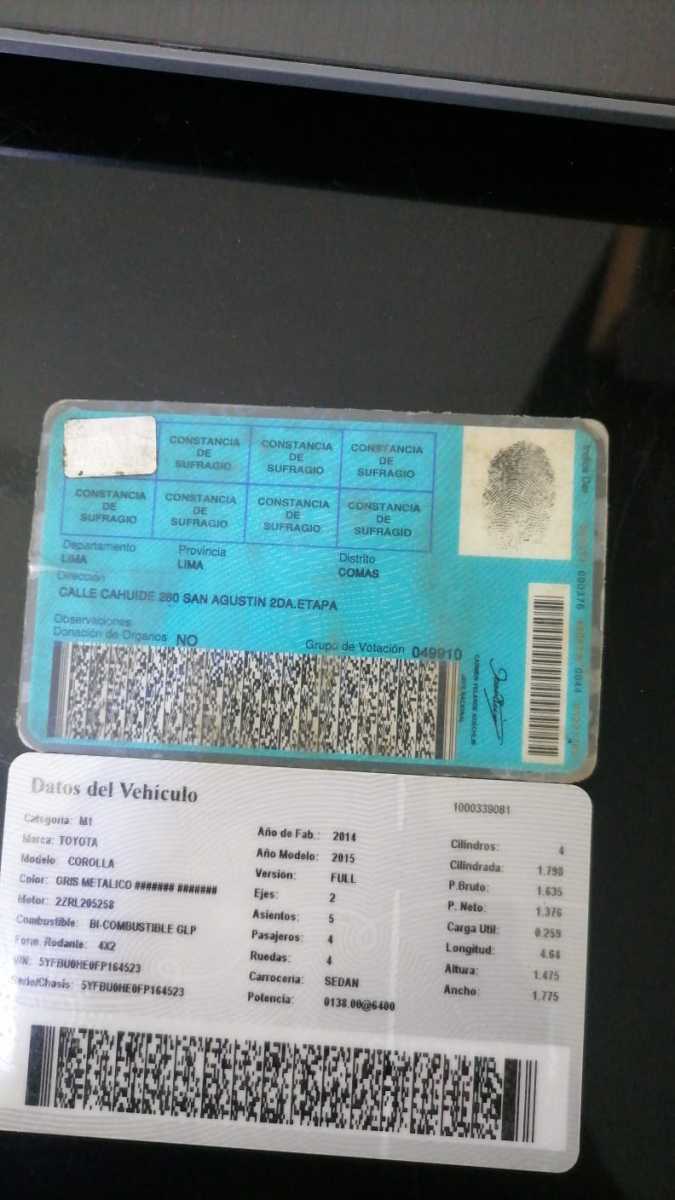 CONSTANCIA DE SUFRAGIO
CONSTANCIA DE SUFRAGIO
CONSTANCIA DE SUFRAGIO
CONSTANCIA DE SUFRAGIO
CONSTANCIA DE SUFRAGIO
CONSTANCIA DE SUFRAGIO
CONSTANCIA DE SUFRAGIO
Departamento Provincia Distrito
LIMA LIMA COMAS
Dirección
CALLE CAHUIDE 260 SAN AGUSTIN 2DA.ETAPA
Observaciones
Donación de Organos NO
Grupo de Votación 049910
Indice Der.
Datos del Vehículo
1000339081
Categoria: M1
Marca: TOYOTA
Modelo: COROLLA
Color: GRIS METALICO ####### #######
Motor: 2ZRL205258
Combustible: BI-COMBUSTIBLE GLP
Form. Rodante: 4X2
VIN: 5YFBU0HE0FP164523
Serie/Chasis: 5YFBU0HE0FP164523
Año de Fab.: 2014
Año Modelo: 2015
Version: FULL
Ejes: 2
Asientos: 5
Pasajeros: 4
Ruedas: 4
Carroceria: SEDAN
Potencia: 0138.00@6400
Cilindros: 4
Cilindrada: 1.798
P.Bruto: 1.635
P. Neto: 1.376
Carga Util: 0.259
Longitud: 4.64
Altura: 1.475
Ancho: 1.775